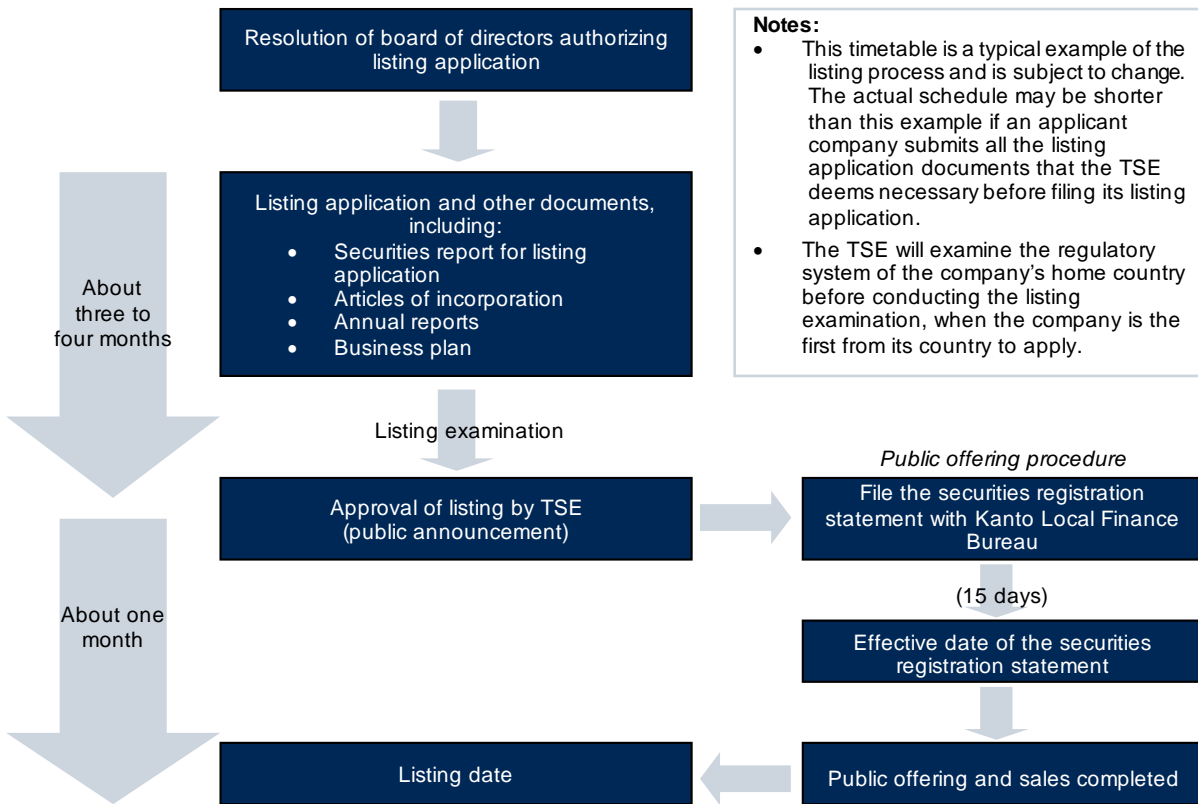 Resolution of board of directors authorizing
listing application
Notes:
• This timetable is a typical example of the
listing process and is subject to change.
The actual schedule may be shorter
than this example if an applicant
company submits all the listing
application documents that the TSE
deems necessary before filing its listing
application.
• The TSE will examine the regulatory
system of the company's home country
before conducting the listing
examination, when the company is the
first from its country to apply.
About
three to
four months
Listing application and other documents,
including:
• Securities report for listing
application
• Articles of incorporation
• Annual reports
• Business plan
Listing examination
Approval of listing by TSE
(public announcement)
Public offering procedure
File the securities registration
statement with Kanto Local Finance
Bureau
(15 days)
About one
month
Effective date of the securities
registration statement
Listing date
Public offering and sales completed